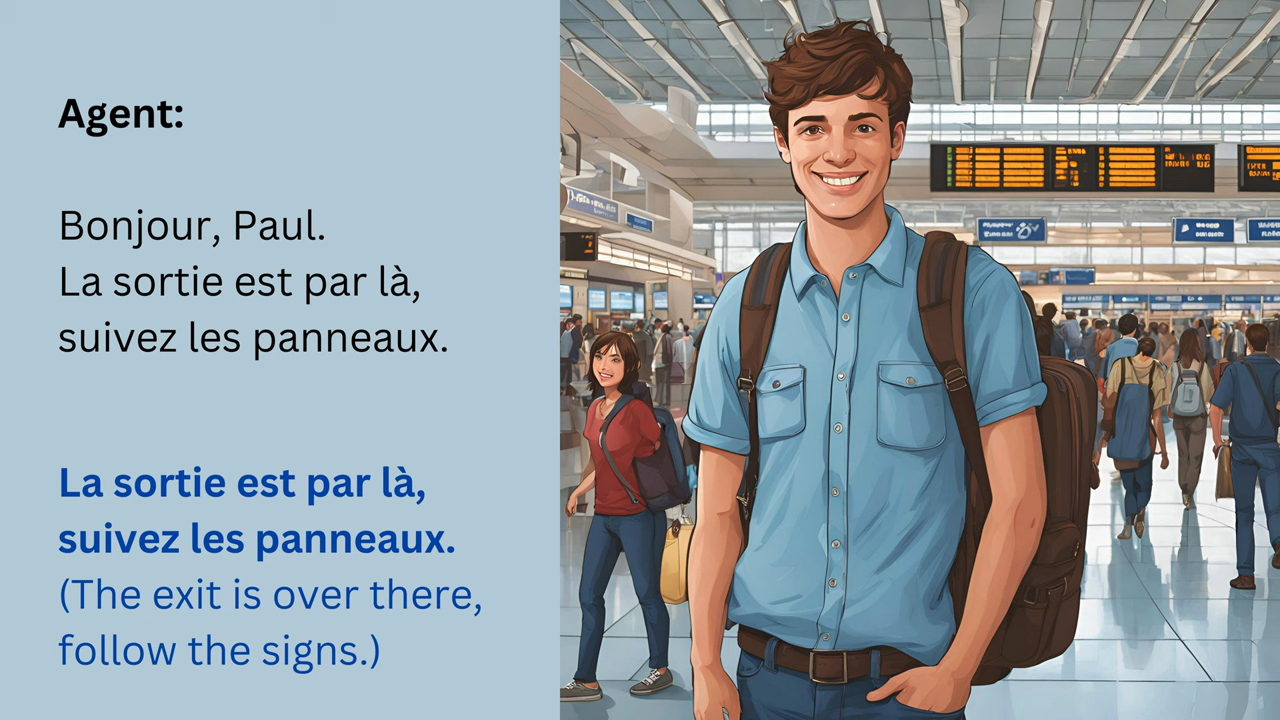 Agent:
Bonjour, Paul.
La sortie est par là,
suivez les panneaux.
La sortie est par là,
suivez les panneaux.
(The exit is over there,
follow the signs.)